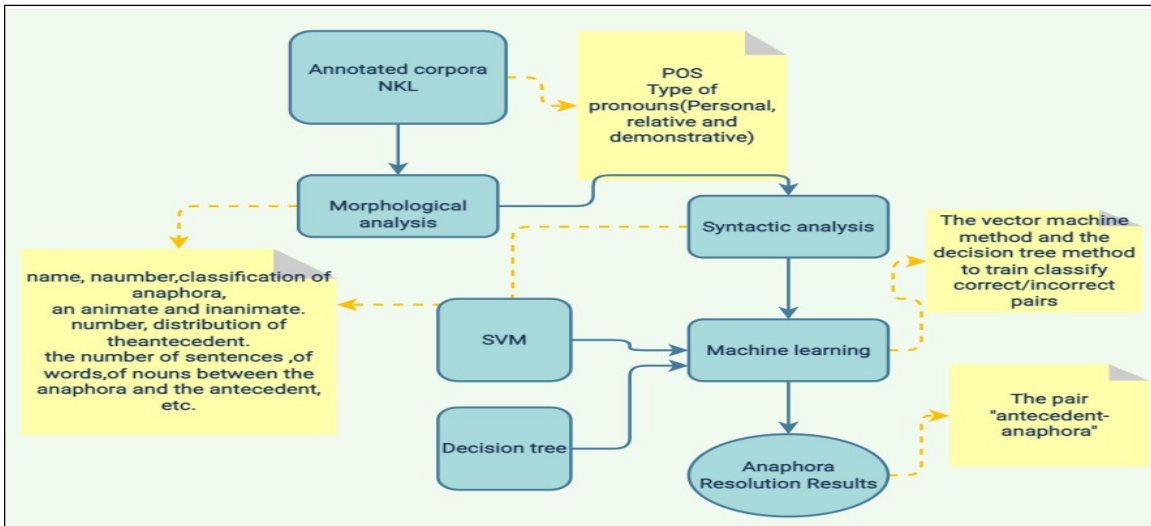 Annotated corpora
NKL
POS
Type of
pronouns(Personal,
relative and
demonstrative)
Morphological
analysis
Syntactic analysis
The vector machine
method and the
decision tree method
to train classify
correct/incorrect
pairs
name, naumber,classification of
anaphora,
an animate and inanimate.
number, distribution of
theantecedent.
the number of sentences ,of
words,of nouns between the
anaphora and the antecedent,
etc.
SVM
Machine learning
Decision tree
The pair
"antecedent-
anaphora"
Anaphora
Resolution Results